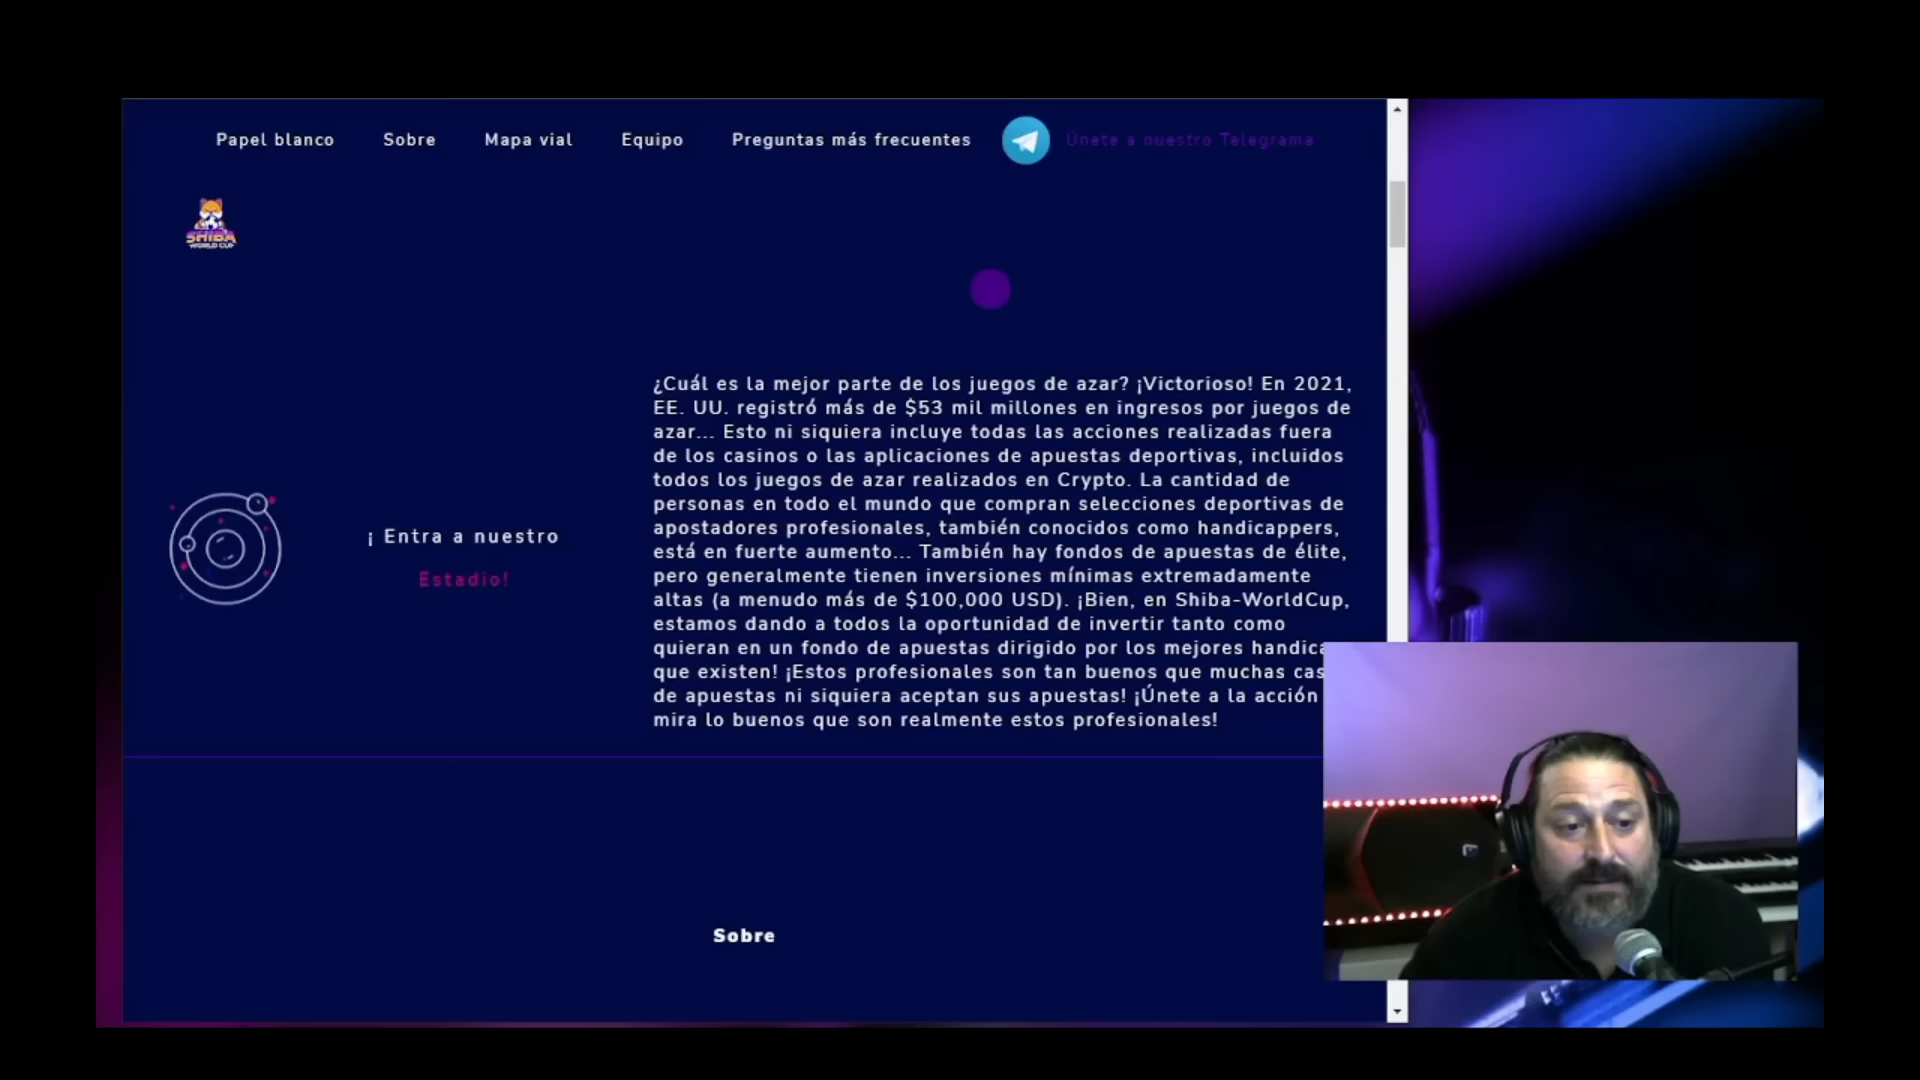 Papel blanco
Sobre
Mapa vial
Equipo
Preguntas más frecuentes
Únete a nuestro Telegrama
SHIBA
WORLD CUP
¡ Entra a nuestro
Estadio!
¿Cuál es la mejor parte de los juegos de azar? ¡Victorioso! En 2021,
EE. UU. registró más de $53 mil millones en ingresos por juegos de
azar... Esto ni siquiera incluye todas las acciones realizadas fuera
de los casinos o las aplicaciones de apuestas deportivas, incluidos
todos los juegos de azar realizados en Crypto. La cantidad de
personas en todo el mundo que compran selecciones deportivas de
apostadores profesionales, también conocidos como handicappers,
está en fuerte aumento... También hay fondos de apuestas de élite,
pero generalmente tienen inversiones mínimas extremadamente
altas (a menudo más de $100,000 USD). ¡Bien, en Shiba-WorldCup,
estamos dando a todos la oportunidad de invertir tanto como
quieran en un fondo de apuestas dirigido por los mejores handica
que existen! ¡Estos profesionales son tan buenos que muchas cas
de apuestas ni siquiera aceptan sus apuestas! ¡Únete a la acción
mira lo buenos que son realmente estos profesionales!
Sobre